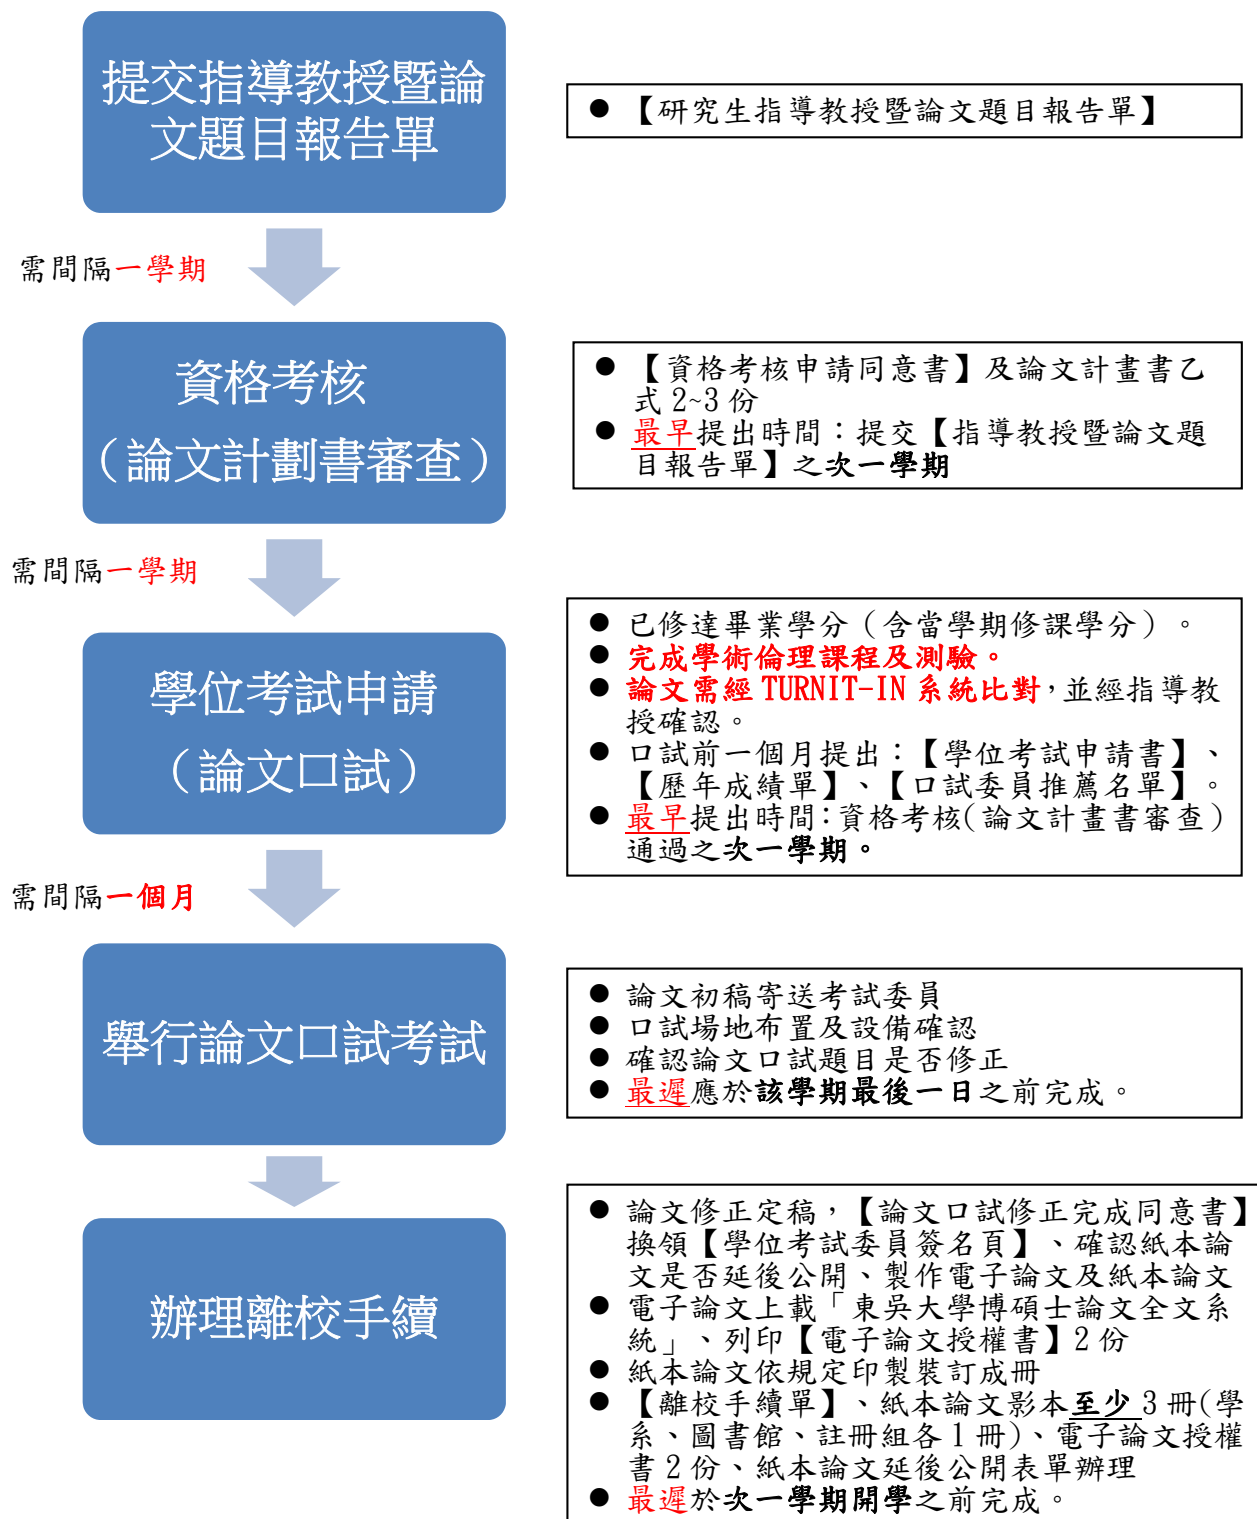 提交指導教授暨論
文題目報告單
● 【研究生指導教授暨論文題目報告單】
需間隔一學期
資格考核
（論文計劃書審查）
● 【資格考核申請同意書】及論文計畫書乙
式 2~3 份
● 最早提出時間：提交【指導教授暨論文題
目報告單】之次一學期
需間隔一學期
學位考試申請
（論文口試）
● 已修達畢業學分（含當學期修課學分）。
● 完成學術倫理課程及測驗。
● 論文需經 TURNIT-IN 系統比對，並經指導教
授確認。
● 口試前一個月提出：【學位考試申請書】、
【歷年成績單】、【口試委員推薦名單】。
● 最早提出時間：資格考核(論文計畫書審查)
通過之次一學期。
需間隔一個月
舉行論文口試考試
● 論文初稿寄送考試委員
● 口試場地布置及設備確認
● 確認論文口試題目是否修正
● 最遲應於該學期最後一日之前完成。
辦理離校手續
● 論文修正定稿，【論文口試修正完成同意書】
換領【學位考試委員簽名頁】、確認紙本論
文是否延後公開、製作電子論文及紙本論文
● 電子論文上載「東吳大學博碩士論文全文系
統」、列印【電子論文授權書】2 份
● 紙本論文依規定印製裝訂成冊
● 【離校手續單】、紙本論文影本至少 3 冊(學
系、圖書館、註冊組各 1 冊)、電子論文授權
書 2 份、紙本論文延後公開表單辦理
● 最遲於次一學期開學之前完成。